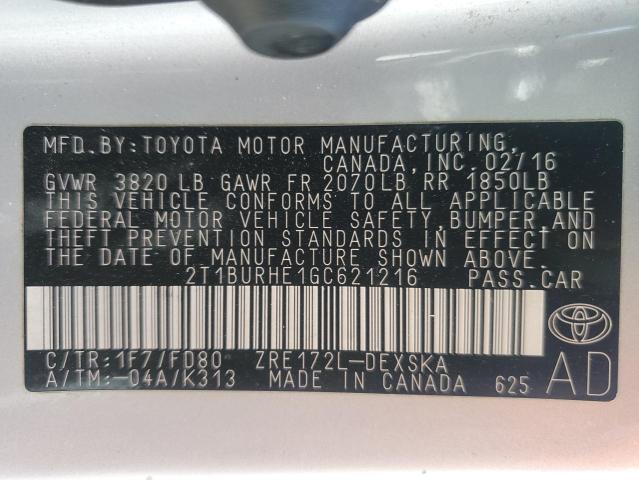 MFD. BY: TOYOTA MOTOR MANUFACTURING,
CANADA, INC. 02/16
GVWR 3820 LB GAWR FR 2070LB RR 1850LB
THIS VEHICLE CONFORMS TO ALL APPLICABLE
FEDERAL MOTOR VEHICLE SAFETY, BUMPER, AND
THEFT PREVENTION STANDARDS IN EFFECT ON
THE DATE OF MANUFACTURE SHOWN ABOVE.
2T1BURHE1GC621216 PASS. CAR
C/TR: 1F7/FD80 ZRE172L-DEXSKA
A/TM: -04A/K313 MADE IN CANADA 625 AD
TOYOTA